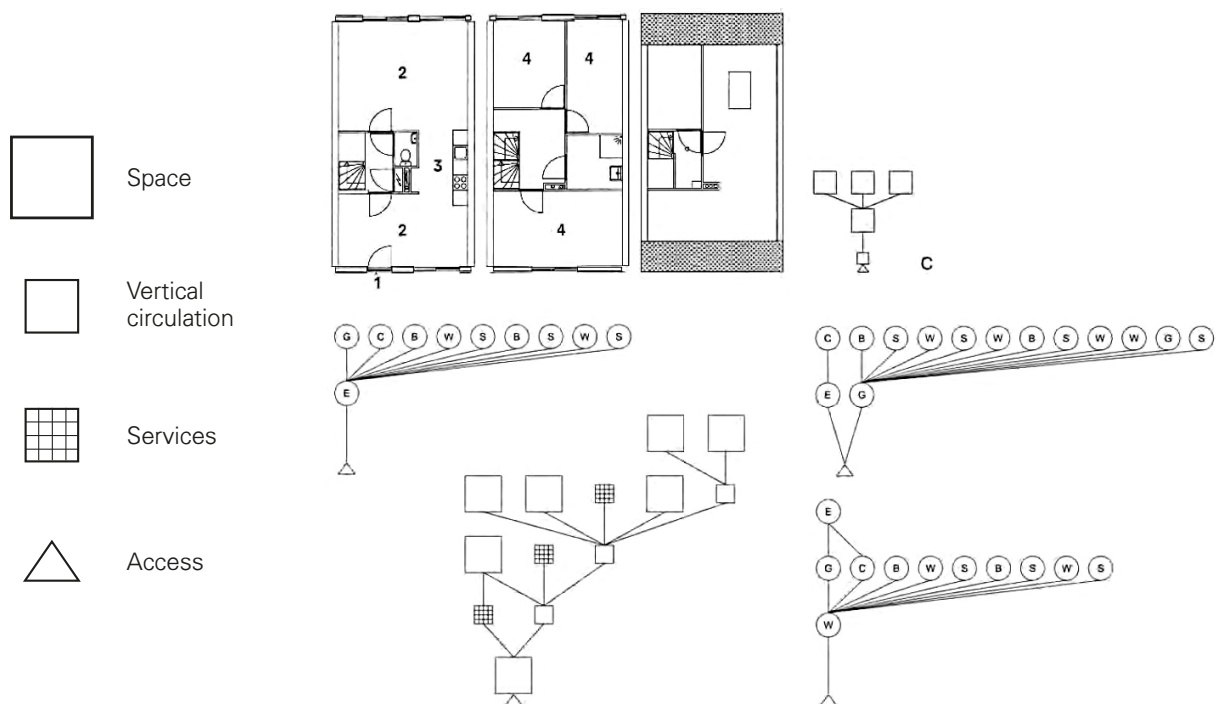 2
4
4
3
2
4
1
Space
Vertical
circulation
Services
Access
C
G C B W S B S W S
E
C B S W S W B S W W G S
E G
E
G C B W S B S W S
W